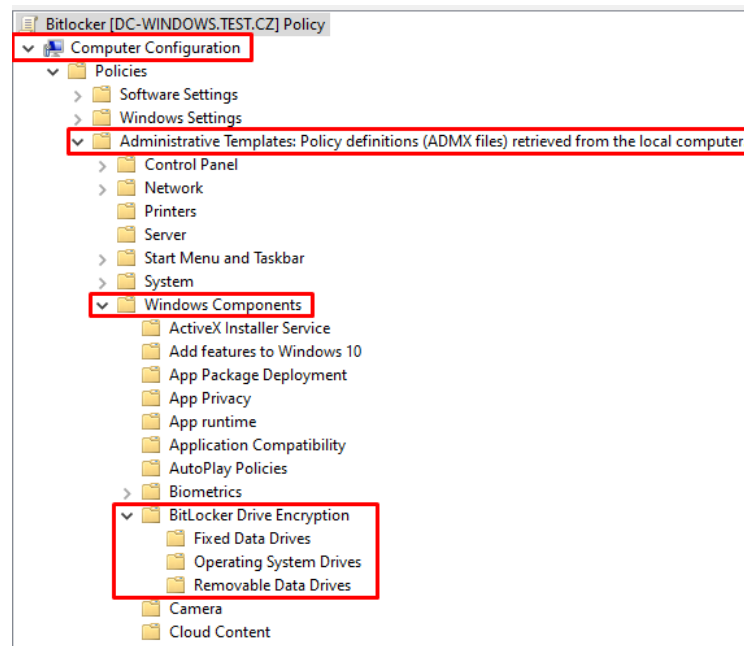 Bitlocker [DC-WINDOWS.TEST.CZ] Policy
Computer Configuration
Policies
Software Settings
Windows Settings
Administrative Templates: Policy definitions (ADMX files) retrieved from the local computer
Control Panel
Network
Printers
Server
Start Menu and Taskbar
System
Windows Components
ActiveX Installer Service
Add features to Windows 10
App Package Deployment
App Privacy
App runtime
Application Compatibility
AutoPlay Policies
Biometrics
BitLocker Drive Encryption
Fixed Data Drives
Operating System Drives
Removable Data Drives
Camera
Cloud Content